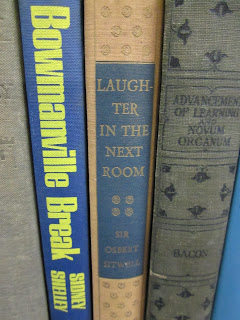 Bowmanville Break
SIDNEY
SHELLEY
LAUGH-
TER
IN THE
NEXT
ROOM
SIR
OSBERT
SITWELL
ADVANCEMENT
OF LEARNING
AND
NOVUM
ORGANUM
BACON